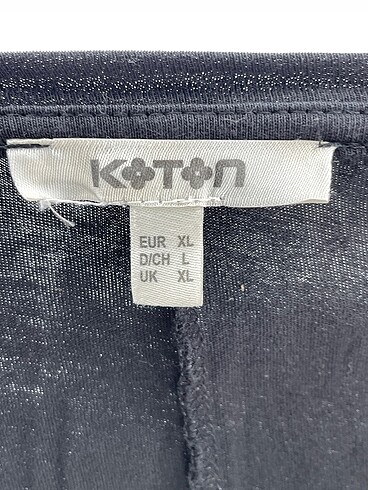 KOTON
EUR XL
D/CH L
UK XL